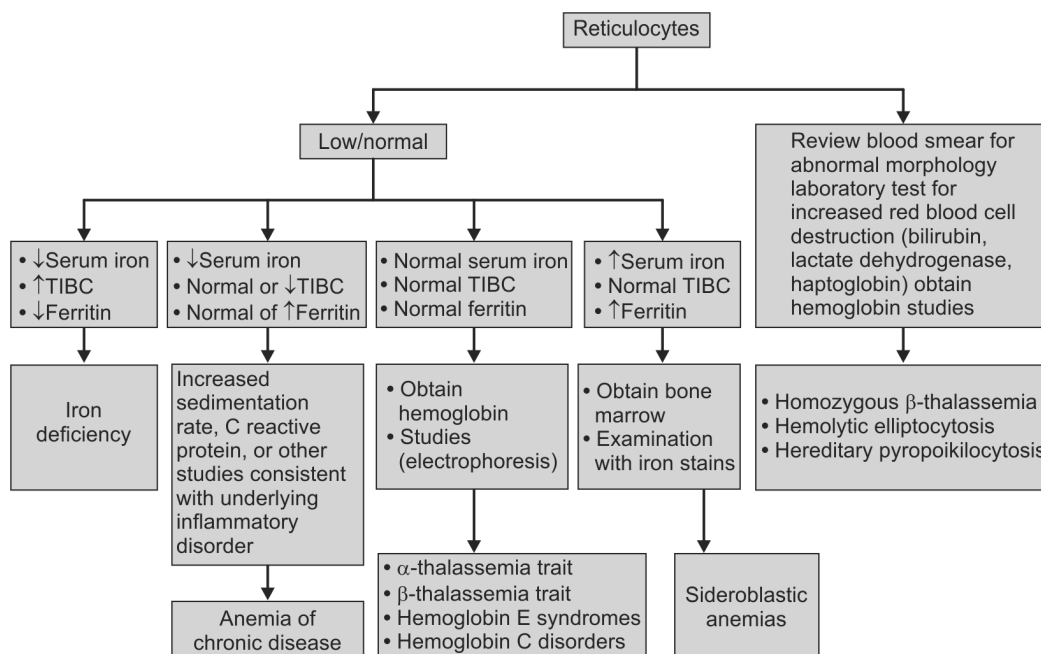 Reticulocytes
Low/normal
Review blood smear for
abnormal morphology
laboratory test for
increased red blood cell
destruction (bilirubin,
lactate dehydrogenase,
haptoglobin) obtain
hemoglobin studies
• ↓Serum iron
• ↑TIBC
• ↓Ferritin
• ↓Serum iron
• Normal or ↓TIBC
• Normal of ↑Ferritin
• Normal serum iron
• Normal TIBC
• Normal ferritin
• ↑Serum iron
• Normal TIBC
• ↑Ferritin
Iron
deficiency
Increased
sedimentation
rate, C reactive
protein, or other
studies consistent
with underlying
inflammatory
disorder
• Obtain
hemoglobin
• Studies
(electrophoresis)
• Obtain bone
marrow
• Examination
with iron stains
• Homozygous β-thalassemia
• Hemolytic elliptocytosis
• Hereditary pyropoikilocytosis
Anemia of
chronic disease
• α-thalassemia trait
• β-thalassemia trait
• Hemoglobin E syndromes
• Hemoglobin C disorders
Sideroblastic
anemias